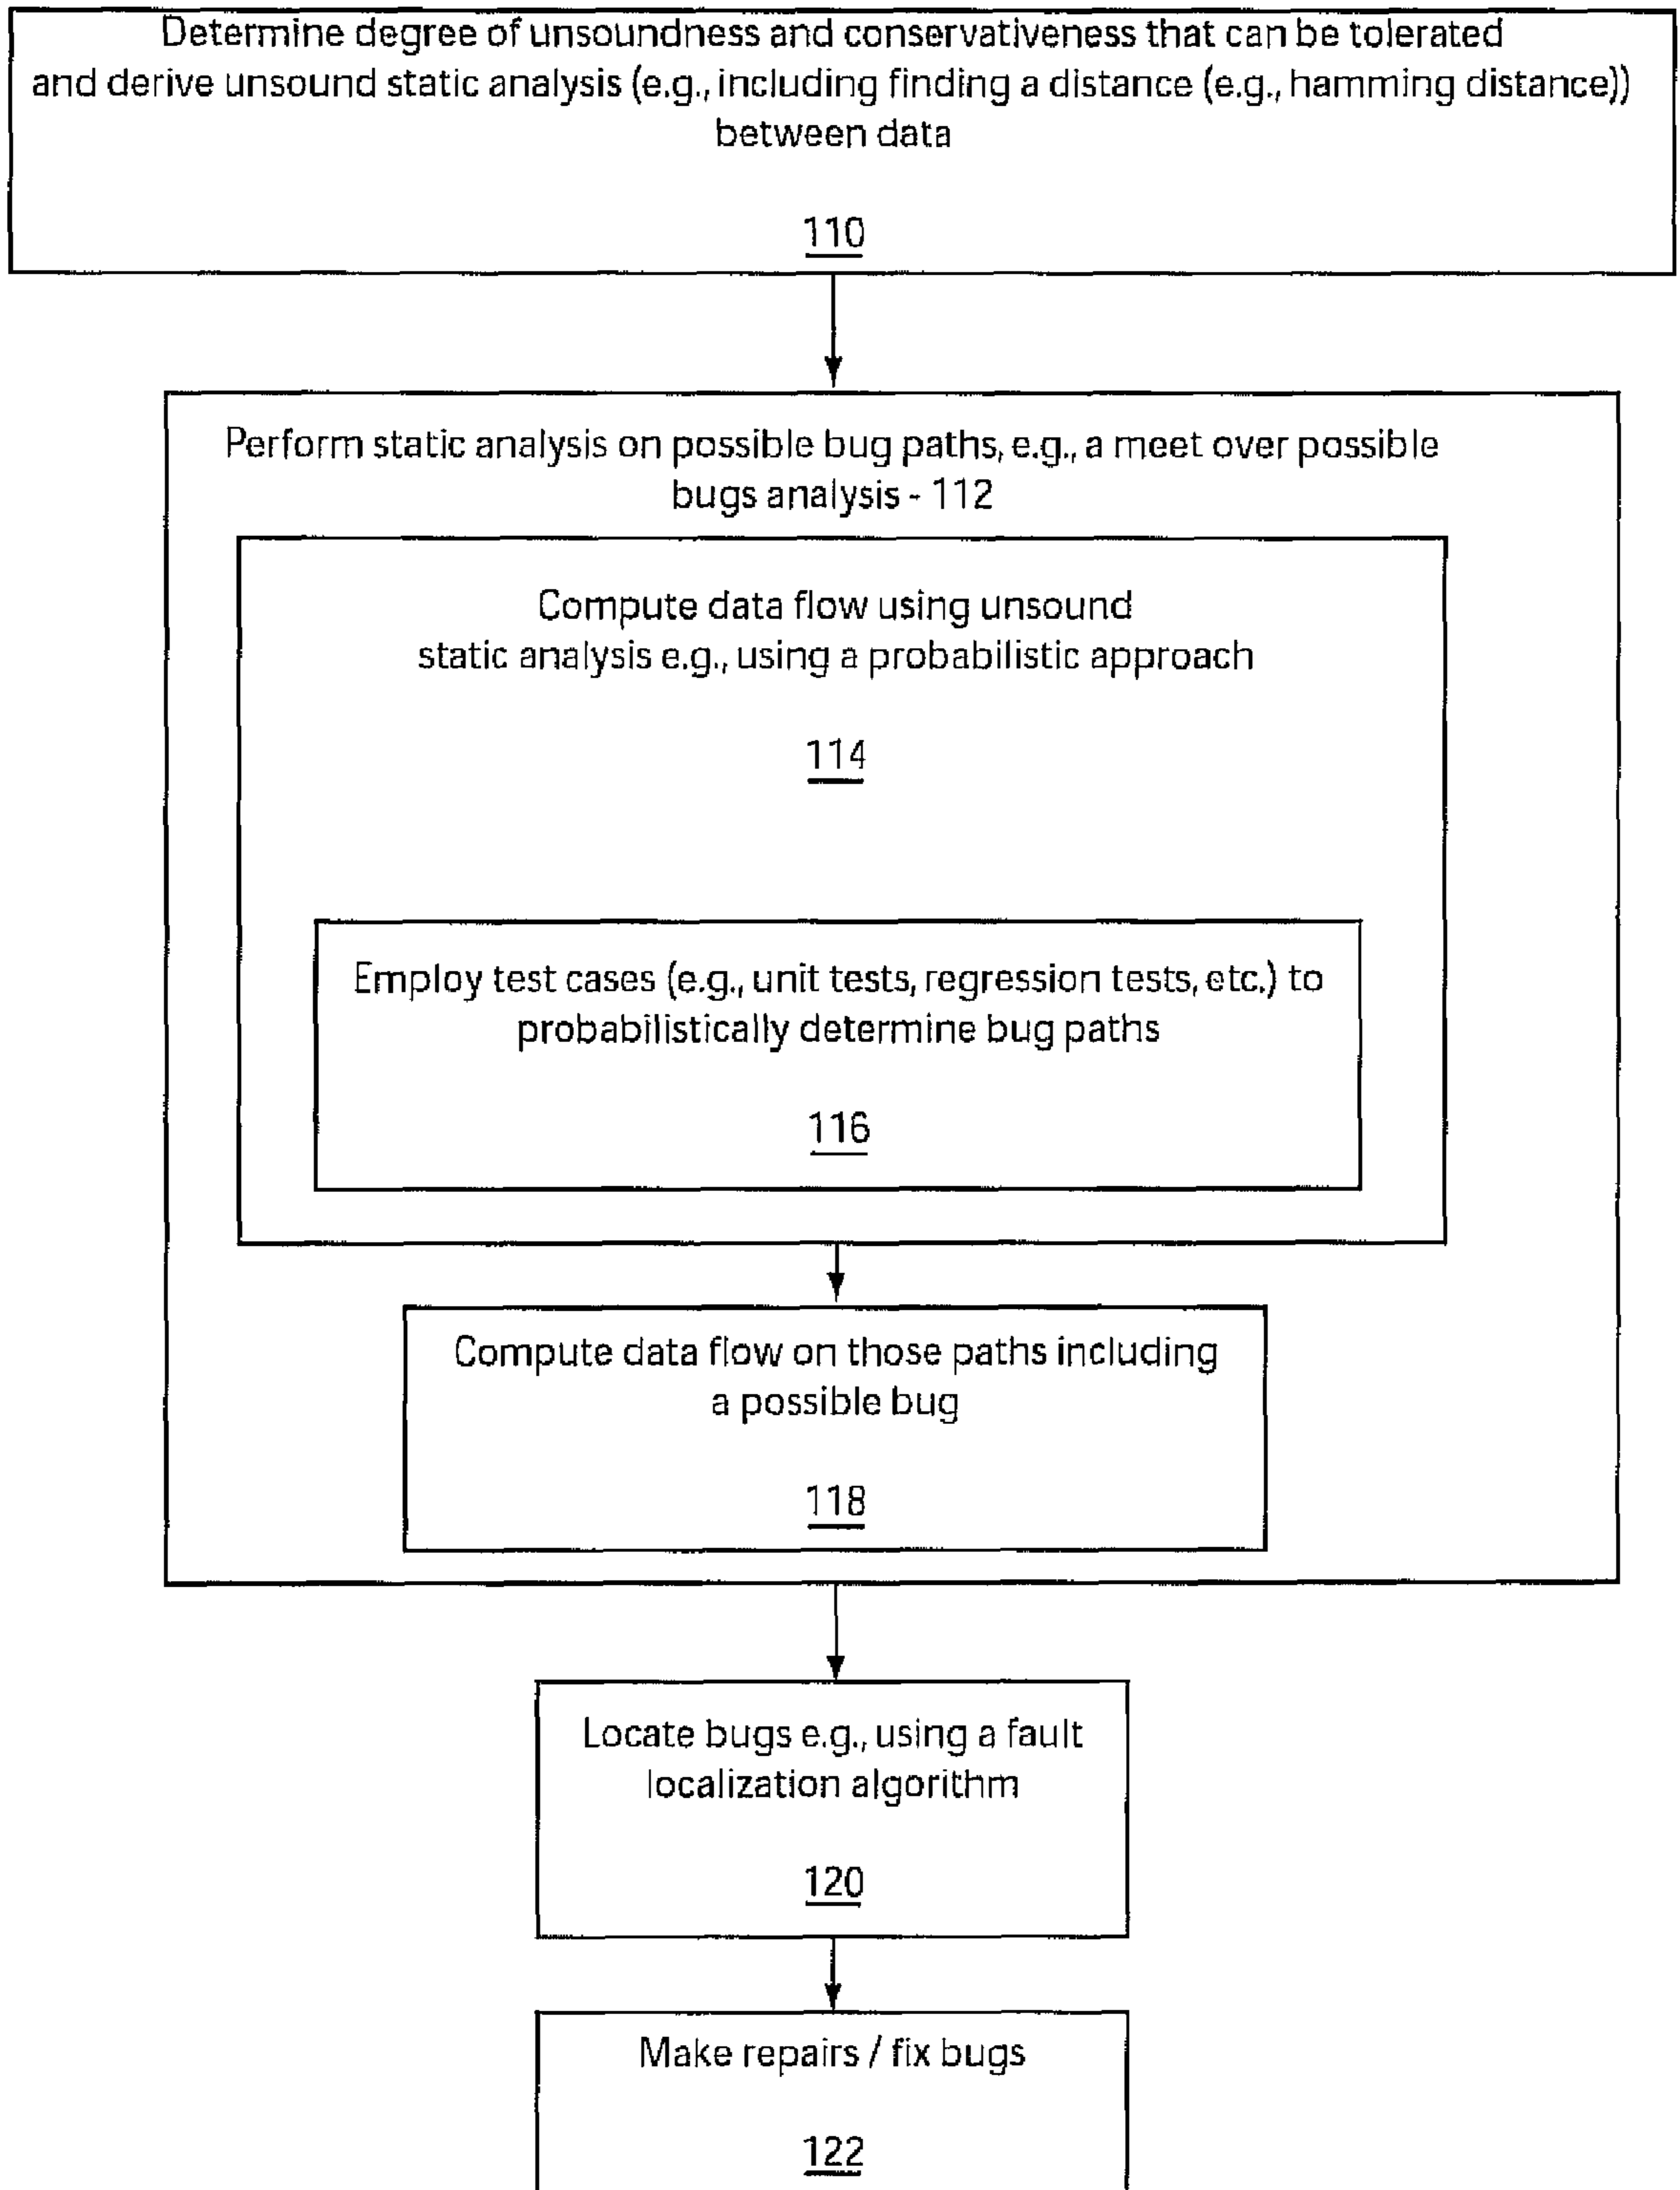 Determine degree of unsoundness and conservativeness that can be tolerated
and derive unsound static analysis (e.g., including finding a distance (e.g., hamming distance))
between data
110
Perform static analysis on possible bug paths, e.g., a meet over possible
bugs analysis - 112
Compute data flow using unsound
static analysis e.g., using a probabilistic approach
114
Employ test cases (e.g., unit tests, regression tests, etc.) to
probabilistically determine bug paths
116
Compute data flow on those paths including
a possible bug
118
Locate bugs e.g., using a fault
localization algorithm
120
Make repairs / fix bugs
122